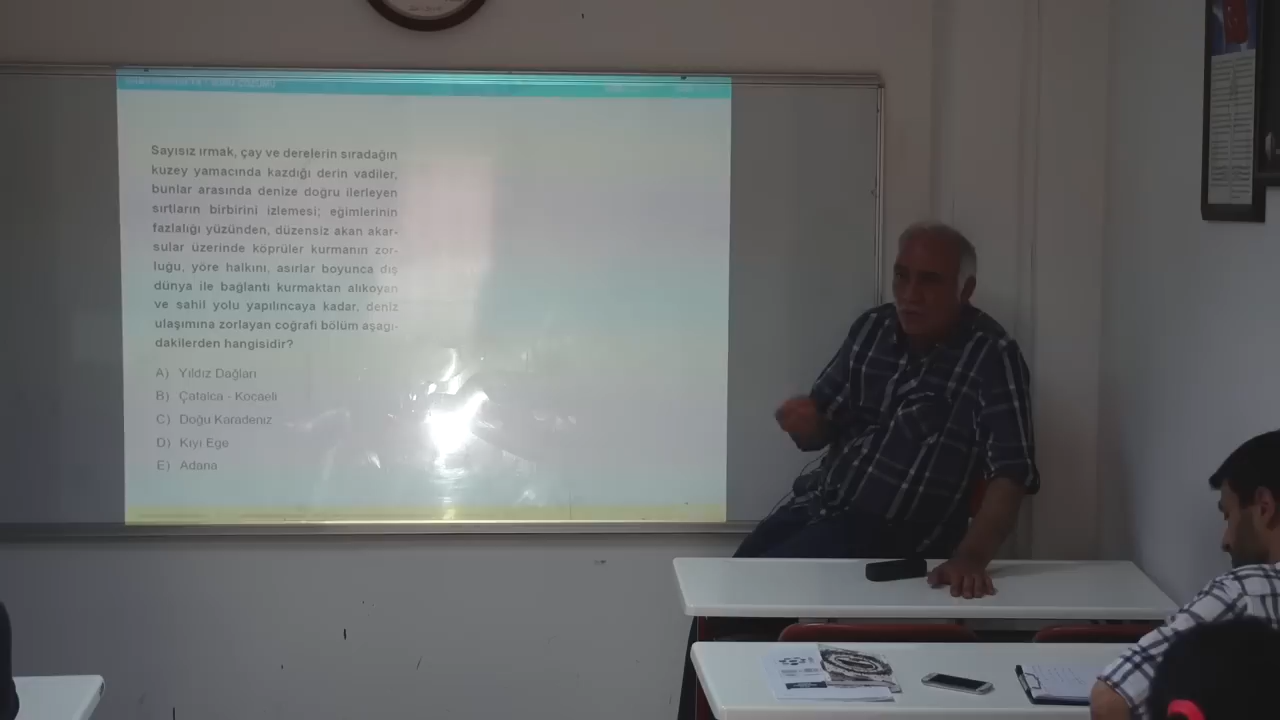 Sayısız ırmak, çay ve derelerin sıradağın
kuzey yamacında kazdığı derin vadiler,
bunlar arasında denize doğru ilerleyen
sırtların birbirini izlemesi; eğimlerinin
fazlalığı yüzünden, düzensiz akan akar-
sular üzerinde köprüler kurmanın zor-
luğu, yöre halkını, asırlar boyunca dış
dünya ile bağlantı kurmaktan alıkoyan
ve sahil yolu yapılıncaya kadar, deniz
ulaşımına zorlayan coğrafi bölüm aşağı-
dakilerden hangisidir?
A) Yıldız Dağları
B) Çatalca - Kocaeli
C) Doğu Karadeniz
D) Kıyı Ege
E) Adana